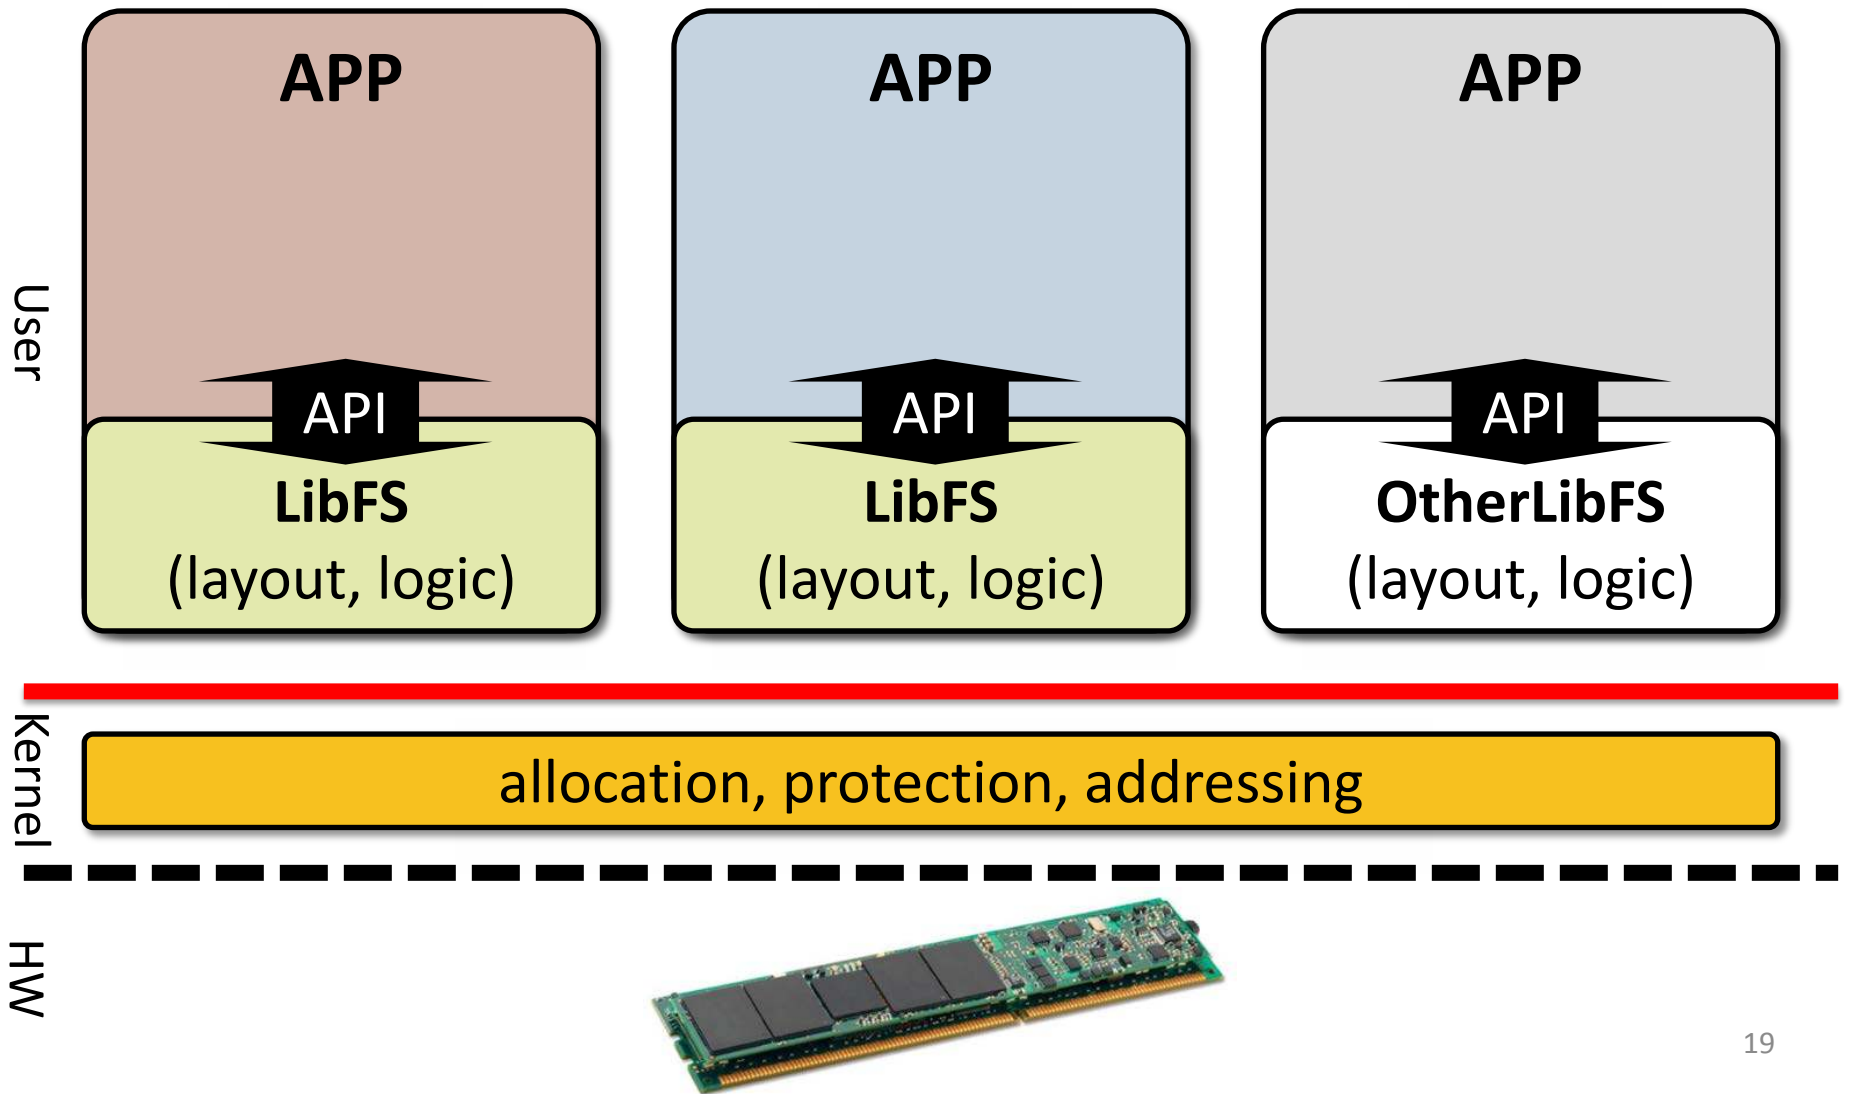 APP
APP
APP
User
API
API
API
LibFS
(layout, logic)
LibFS
(layout, logic)
OtherLibFS
(layout, logic)
Kernel
allocation, protection, addressing
HW
19